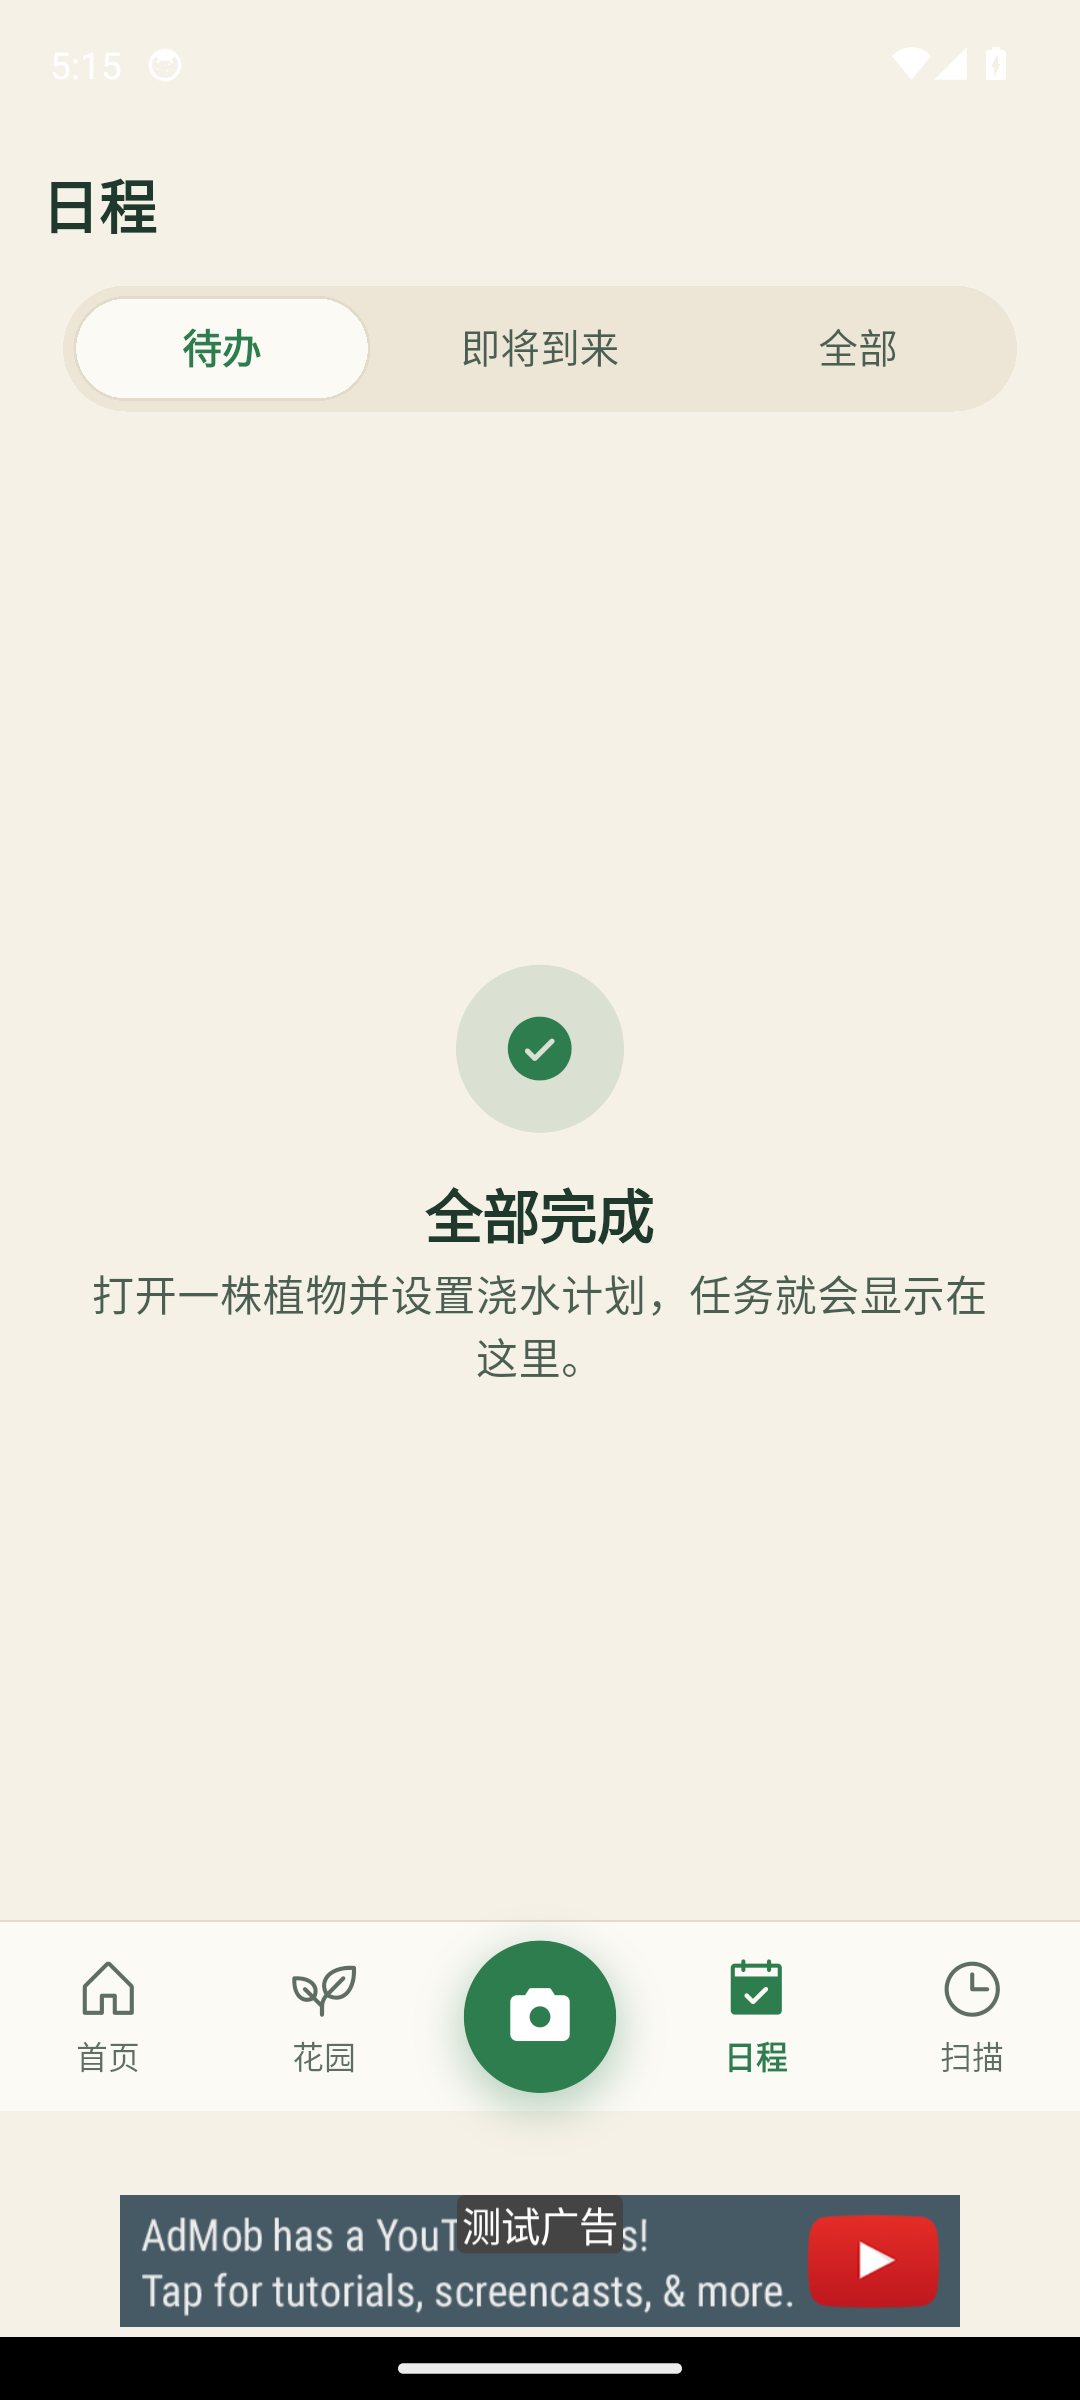 5:15
日程
待办
即将到来
全部
全部完成
打开一株植物并设置浇水计划，任务就会显示在
这里。
首页
花园
日程
扫描
测试广告
AdMob has a YouT s!
Tap for tutorials, screencasts, & more.